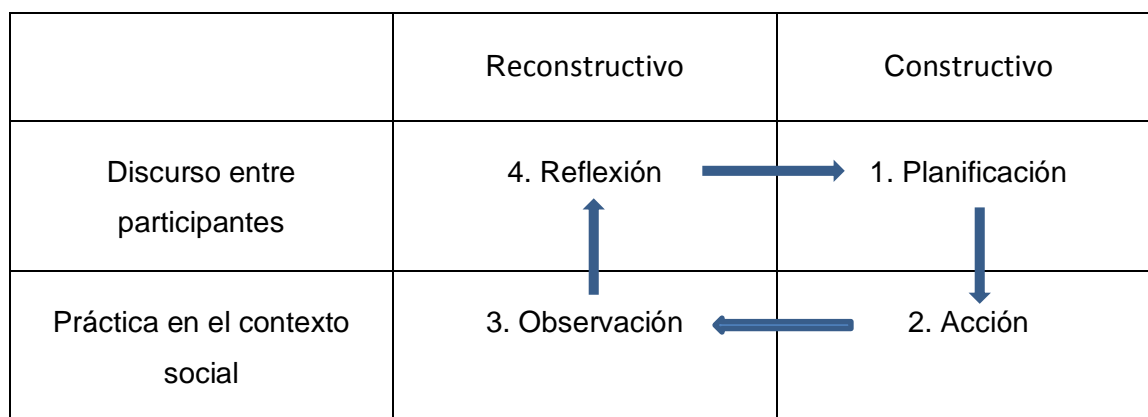 Reconstructivo
Constructivo
Discurso entre
participantes
4. Reflexión
1. Planificación
Práctica en el contexto
social
3. Observación
2. Acción